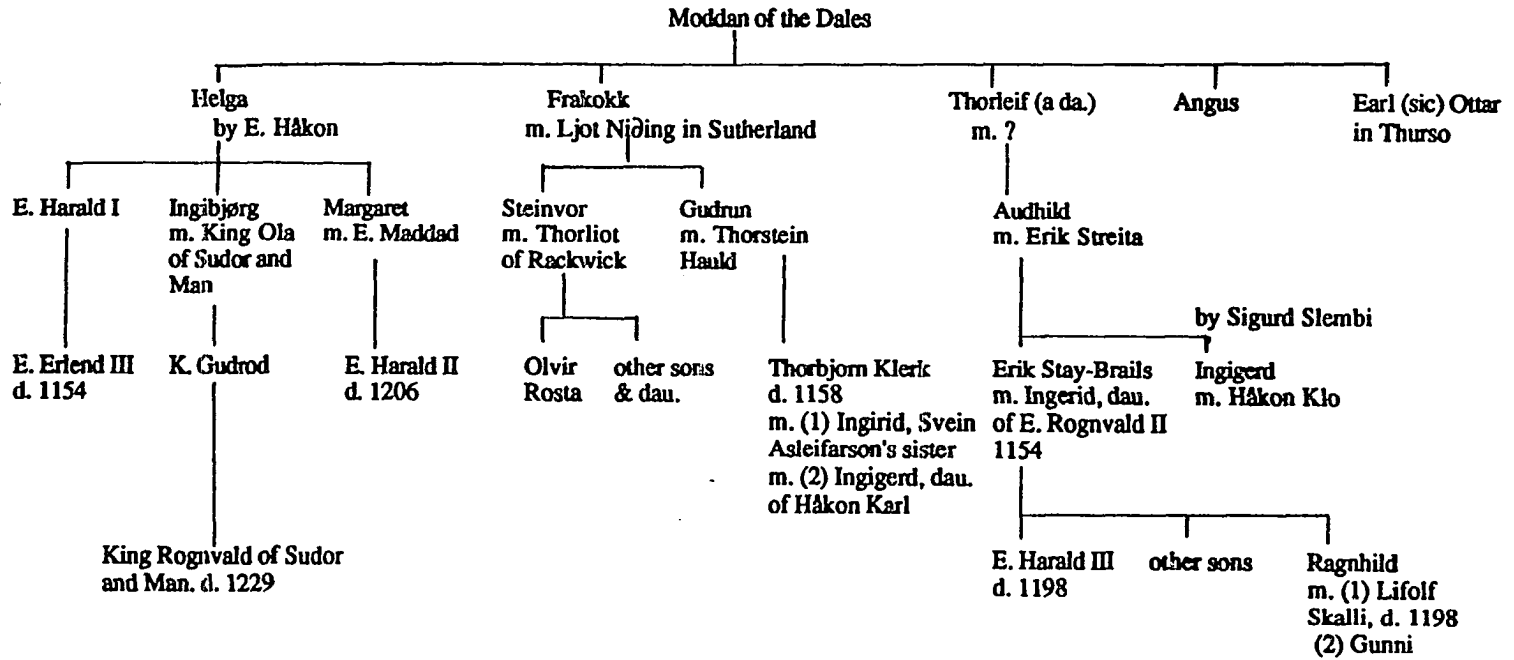 Moddan of the Dales
Helga
by E. Håkon
Frakokk
m. Ljot Niðing in Sutherland
Thorleif (a da.)
m. ?
Angus
Earl (sic) Ottar
in Thurso
E. Harald I
Ingibjørg
m. King Ola
of Sudor and
Man
Margaret
m. E. Maddad
Steinvor
m. Thorliot
of Rackwick
Gudrun
m. Thorstein
Hauld
Audhild
m. Erik Streita
by Sigurd Slembi
E. Erlend III
d. 1154
K. Gudrod
E. Harald II
d. 1206
Olvir
Rosta
other sons
& dau.
Thorbjorn Klerk
d. 1158
m. (1) Ingirid, Svein
Asleifarson's sister
m. (2) Ingigerd, dau.
of Håkon Karl
Erik Stay-Brails
m. Ingerid, dau.
of E. Rognvald II
1154
Ingigerd
m. Håkon Klo
King Rognvald of Sudor
and Man. d. 1229
E. Harald III
d. 1198
other sons
Ragnhild
m. (1) Lifolf
Skalli, d. 1198
(2) Gunni